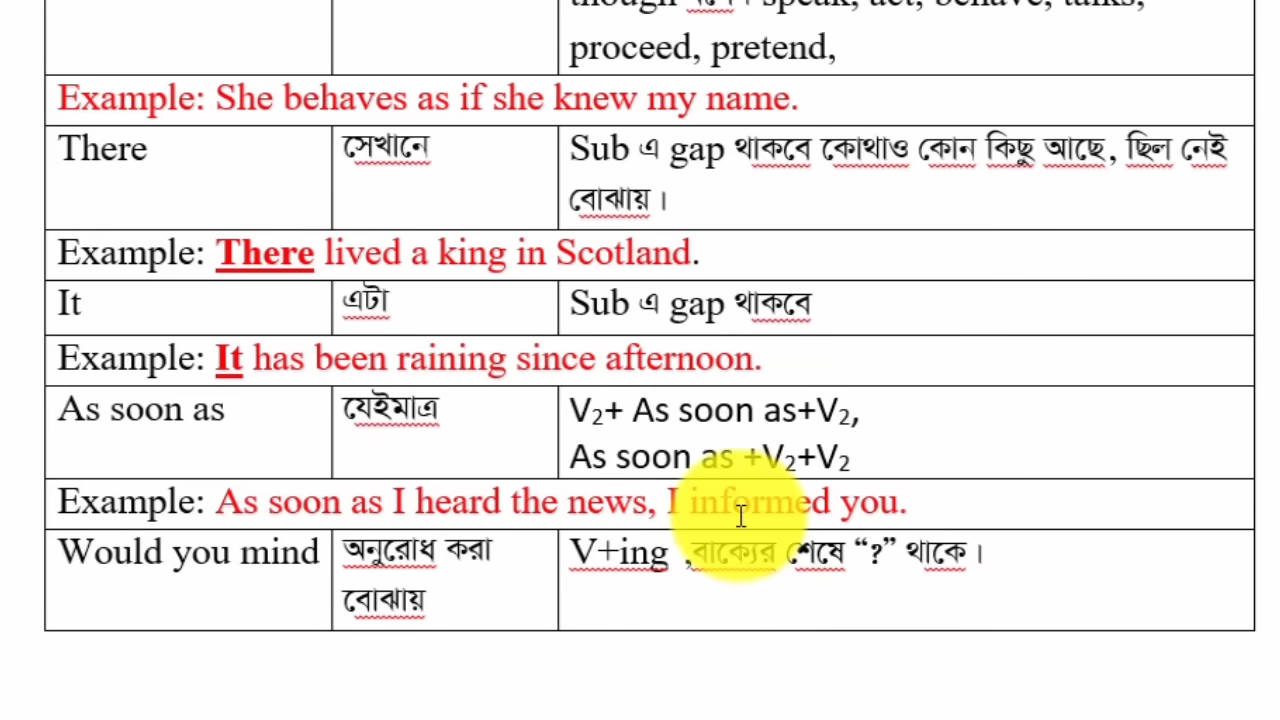 proceed, pretend,
Example: She behaves as if she knew my name.
There
সেখানে
Sub এ gap থাকবে কোথাও কোন কিছু আছে, ছিল নেই
বোঝায়।
Example: There lived a king in Scotland.
It
এটা
Sub এ gap থাকবে
Example: It has been raining since afternoon.
As soon as
যেইমাত্র
V₂+ As soon as+V₂,
As soon as +V₂+V₂
Example: As soon as I heard the news, I informed you.
Would you mind
অনুরোধ করা
বোঝায়
V+ing ,বাক্যের শেষে “?” থাকে।